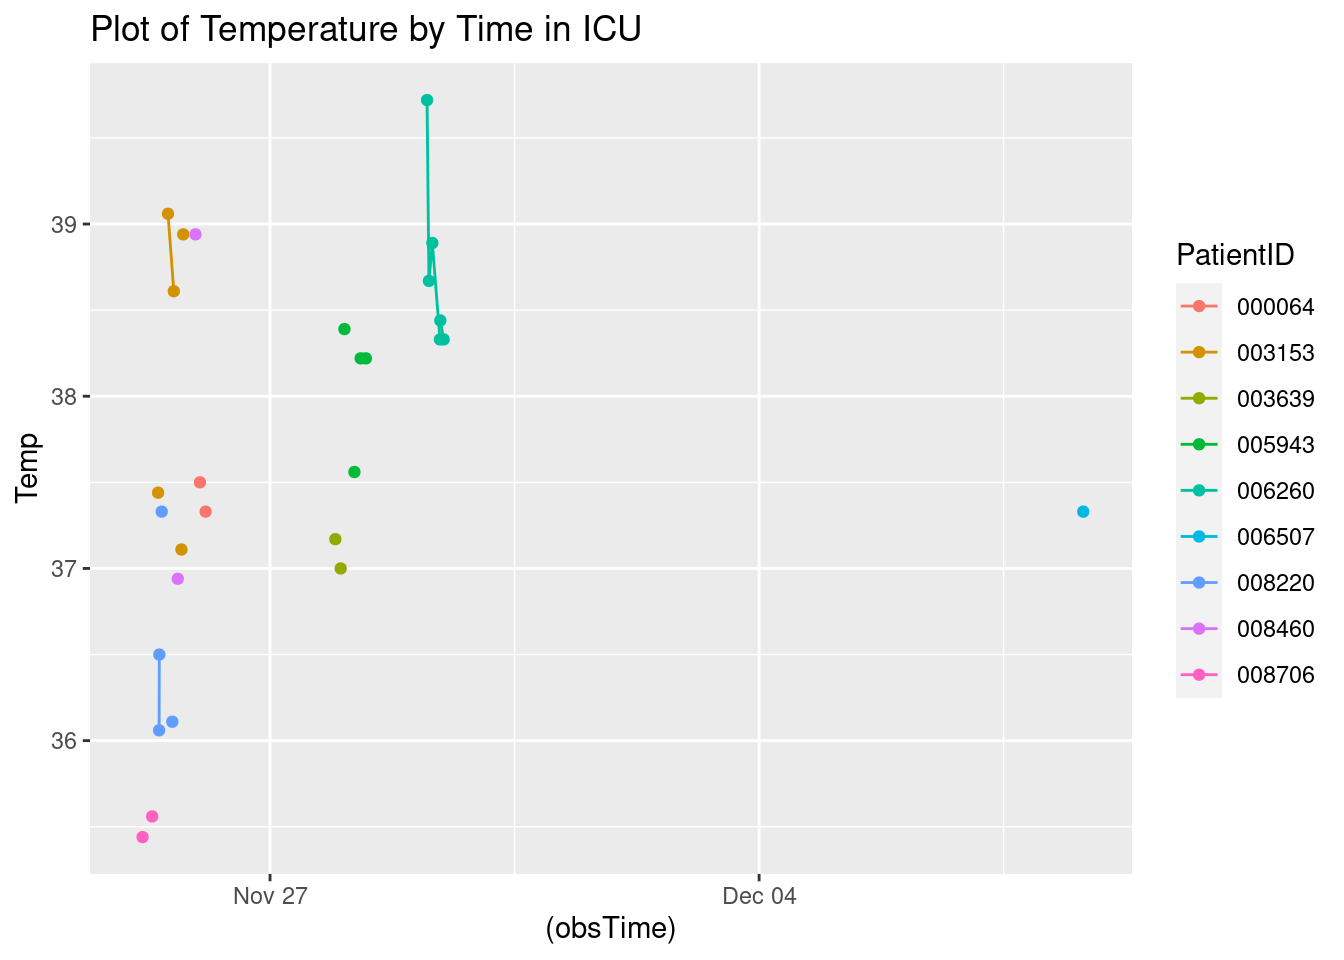 Plot of Temperature by Time in ICU
Temp
39
38
37
36
Nov 27
Dec 04
(obsTime)
PatientID
000064
003153
003639
005943
006260
006507
008220
008460
008706